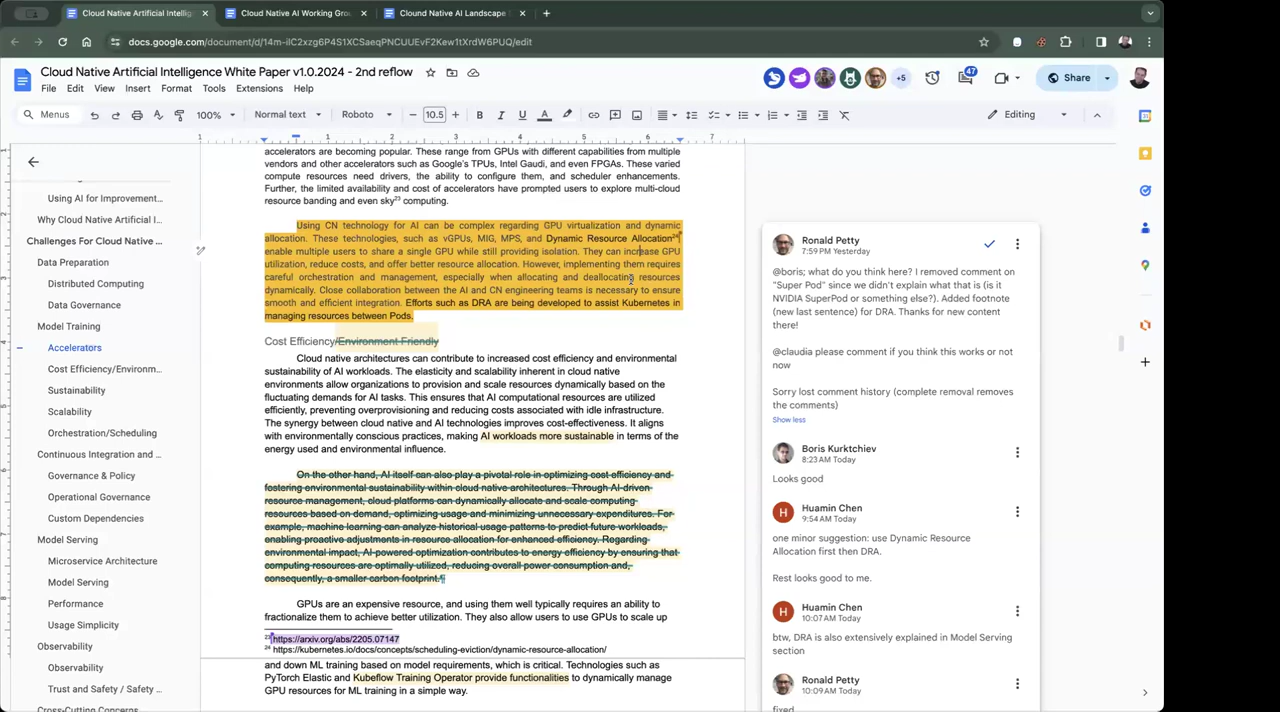 Cloud Native Artificial Intellige
Cloud Native AI Working Gro
Clound Native AI Landscape
docs.google.com/document/d/14m-ilC2xzg6P4S1XCSaeqPNCUUEvF2Kew1tXrdW6PUQ/edit
Cloud Native Artificial Intelligence White Paper v1.0.2024 - 2nd reflow
File Edit View Insert Format Tools Extensions Help
+5
47
Share
Menus
100%
Normal text
Roboto
10.5
B I U A
Editing
1 1 2 3 4 5 6 7
Using AI for Improvement...
Why Cloud Native Artificial I...
Challenges For Cloud Native ...
Data Preparation
Distributed Computing
Data Governance
Model Training
Accelerators
Cost Efficiency/Environm...
Sustainability
Scalability
Orchestration/Scheduling
Continuous Integration and ...
Governance & Policy
Operational Governance
Custom Dependencies
Model Serving
Microservice Architecture
Model Serving
Performance
Usage Simplicity
Observability
Observability
Trust and Safety / Safety ...
Cross-Cutting Concerns
accelerators are becoming popular. These range from GPUs with different capabilities from multiple
vendors and other accelerators such as Google's TPUs, Intel Gaudi, and even FPGAs. These varied
compute resources need drivers, the ability to configure them, and scheduler enhancements.
Further, the limited availability and cost of accelerators have prompted users to explore multi-cloud
resource banding and even sky23 computing.
Using CN technology for AI can be complex regarding GPU virtualization and dynamic
allocation. These technologies, such as vGPUs, MIG, MPS, and Dynamic Resource Allocation24
enable multiple users to share a single GPU while still providing isolation. They can increase GPU
utilization, reduce costs, and offer better resource allocation. However, implementing them requires
careful orchestration and management, especially when allocating and deallocating resources
dynamically. Close collaboration between the AI and CN engineering teams is necessary to ensure
smooth and efficient integration. Efforts such as DRA are being developed to assist Kubernetes in
managing resources between Pods.
Cost Efficiency/Environment Friendly
Cloud native architectures can contribute to increased cost efficiency and environmental
sustainability of AI workloads. The elasticity and scalability inherent in cloud native
environments allow organizations to provision and scale resources dynamically based on the
fluctuating demands for AI tasks. This ensures that AI computational resources are utilized
efficiently, preventing overprovisioning and reducing costs associated with idle infrastructure.
The synergy between cloud native and AI technologies improves cost-effectiveness. It aligns
with environmentally conscious practices, making AI workloads more sustainable in terms of the
energy used and environmental influence.
On the other hand, AI itself can also play a pivotal role in optimizing cost efficiency and
fostering environmental sustainability within cloud native architectures. Through AI-driven
resource management, cloud platforms can dynamically allocate and scale computing
resources based on demand, optimizing usage and minimizing unnecessary expenditures. For
example, machine learning can analyze historical usage patterns to predict future workloads,
enabling proactive adjustments in resource allocation for enhanced efficiency. Regarding
environmental impact, AI-powered optimization contributes to energy efficiency by ensuring that
computing resources are optimally utilized, reducing overall power consumption and,
consequently, a smaller carbon footprint.¶
GPUs are an expensive resource, and using them well typically requires an ability to
fractionalize them to achieve better utilization. They also allow users to use GPUs to scale up
23 https://arxiv.org/abs/2205.07147
24 https://kubernetes.io/docs/concepts/scheduling-eviction/dynamic-resource-allocation/
and down ML training based on model requirements, which is critical. Technologies such as
PyTorch Elastic and Kubeflow Training Operator provide functionalities to dynamically manage
GPU resources for ML training in a simple way.
Ronald Petty
7:59 PM Yesterday
@boris; what do you think here? I removed comment on
"Super Pod" since we didn't explain what that is (is it
NVIDIA SuperPod or something else?). Added footnote
(new last sentence) for DRA. Thanks for new content
there!
@claudia please comment if you think this works or not
now
Sorry lost comment history (complete removal removes
the comments)
Show less
Boris Kurktchiev
8:23 AM Today
Looks good
H
Huamin Chen
9:54 AM Today
one minor suggestion: use Dynamic Resource
Allocation first then DRA.
Rest looks good to me.
H
Huamin Chen
10:07 AM Today
btw, DRA is also extensively explained in Model Serving
section
Ronald Petty
10:09 AM Today
fixed